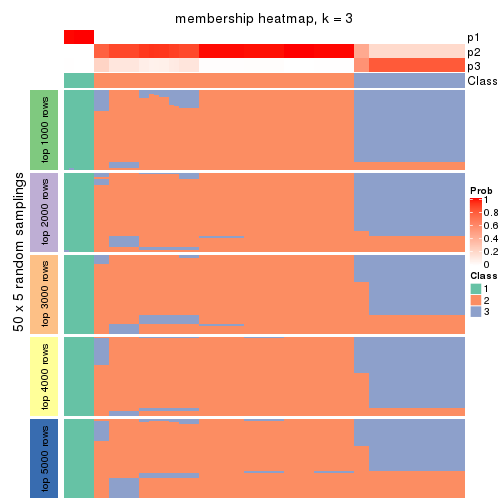 membership heatmap, k = 3
p1
p2
p3
Class
50 x 5 random samplings
top 1000 rows
top 2000 rows
top 3000 rows
top 4000 rows
top 5000 rows
Prob
1
0.8
0.6
0.4
0.2
0
Class
1
2
3